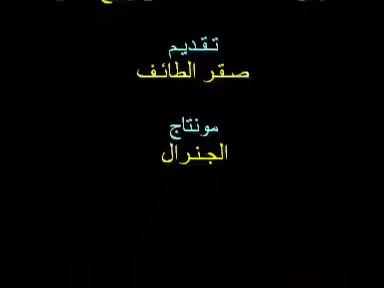 تقديم
صقر الطائف
مونتاج
الجنرال